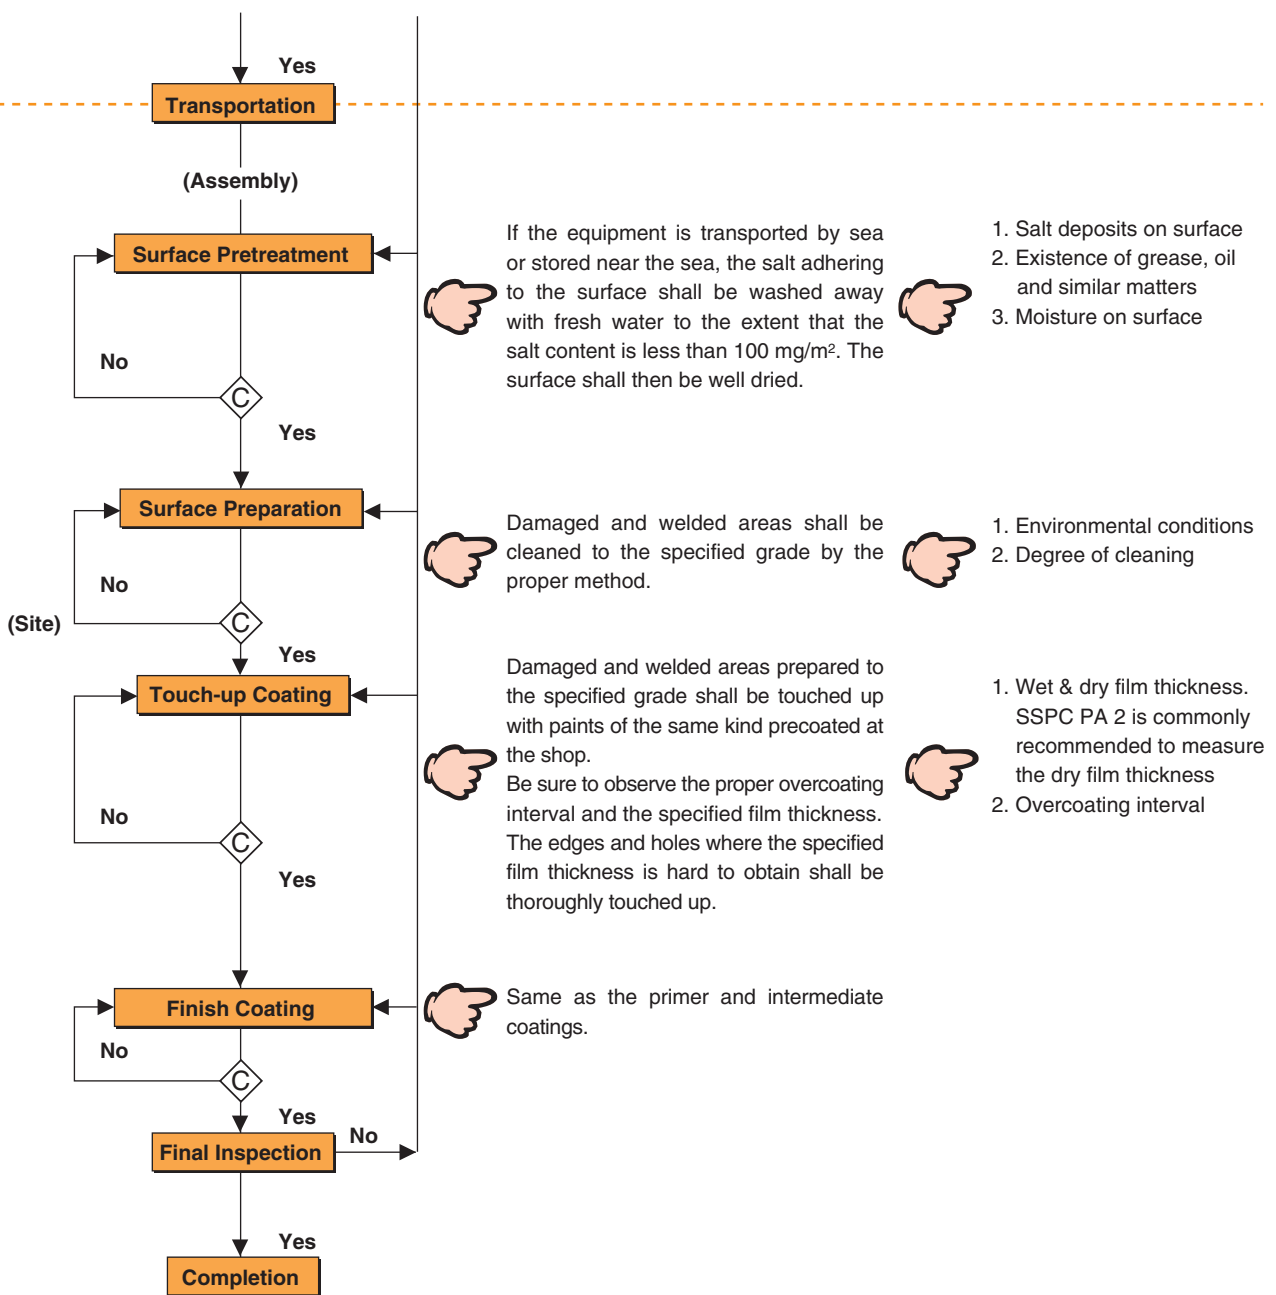 Yes
Transportation
(Assembly)
Surface Pretreatment
No
C
Yes
If the equipment is transported by sea
or stored near the sea, the salt adhering
to the surface shall be washed away
with fresh water to the extent that the
salt content is less than 100 mg/m². The
surface shall then be well dried.
1. Salt deposits on surface
2. Existence of grease, oil
and similar matters
3. Moisture on surface
Surface Preparation
No
(Site)
C
Yes
Damaged and welded areas shall be
cleaned to the specified grade by the
proper method.
1. Environmental conditions
2. Degree of cleaning
Touch-up Coating
No
C
Yes
Damaged and welded areas prepared to
the specified grade shall be touched up
with paints of the same kind precoated at
the shop.
Be sure to observe the proper overcoating
interval and the specified film thickness.
The edges and holes where the specified
film thickness is hard to obtain shall be
thoroughly touched up.
1. Wet & dry film thickness.
SSPC PA 2 is commonly
recommended to measure
the dry film thickness
2. Overcoating interval
Finish Coating
No
C
Yes
Same as the primer and intermediate
coatings.
Final Inspection
No
Yes
Completion